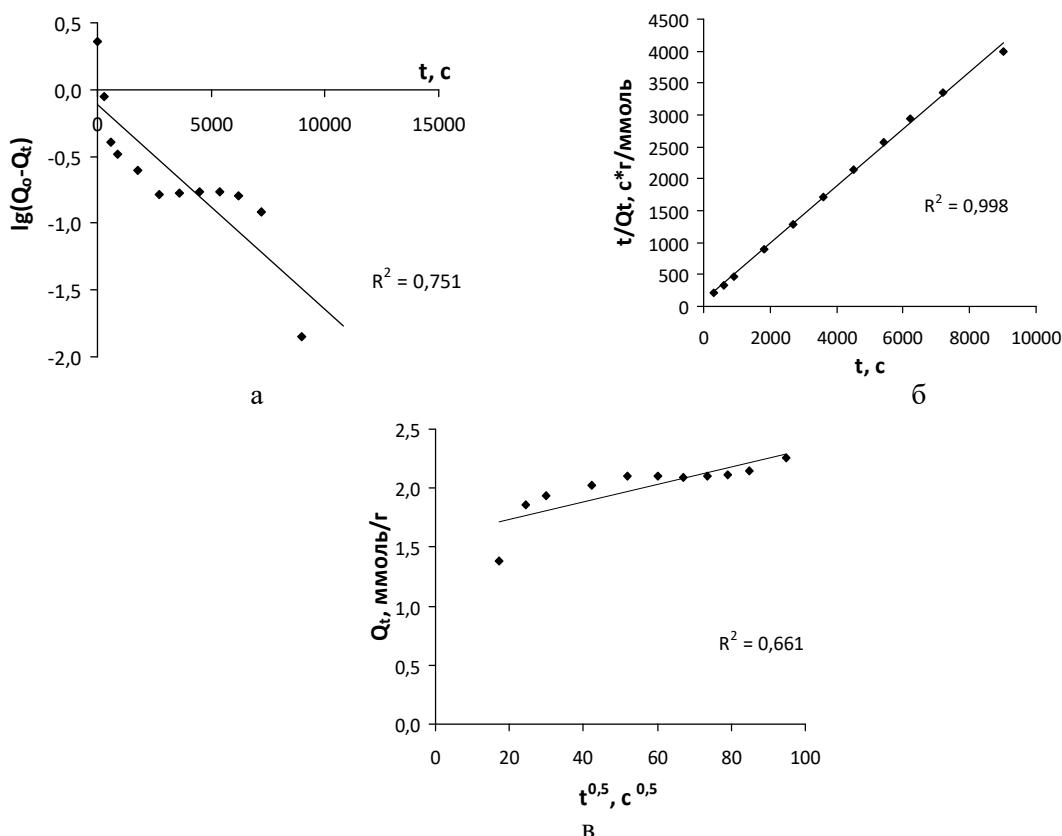 0,5
t, с
0,0
0 5000 10000 15000
-0,5
-1,0
-1,5
-2,0
lg(Qₒ-Qₜ)
R² = 0,751
а
4500
4000
3500
3000
2500
2000
1500
1000
500
0
t/Qt, с*г/ммоль
R² = 0,998
0 2000 4000 6000 8000 10000
t, с
б
2,5
2,0
1,5
1,0
0,5
0,0
Qₜ, ммоль/г
R² = 0,661
0 20 40 60 80 100
t⁰,⁵, с ⁰,⁵
в